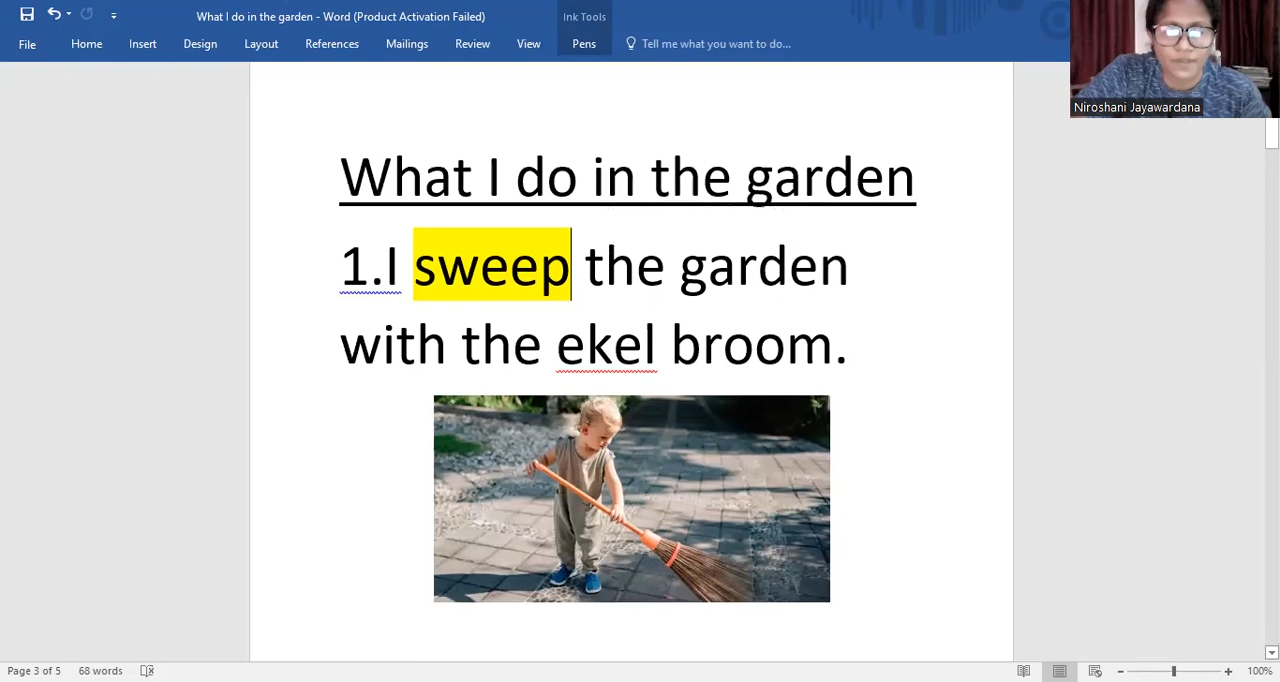 What I do in the garden - Word (Product Activation Failed)
Ink Tools
File Home Insert Design Layout References Mailings Review View Pens Tell me what you want to do...
Niroshani Jayawardana
What I do in the garden
1.I sweep the garden
with the ekel broom.
Page 3 of 5 68 words 100%